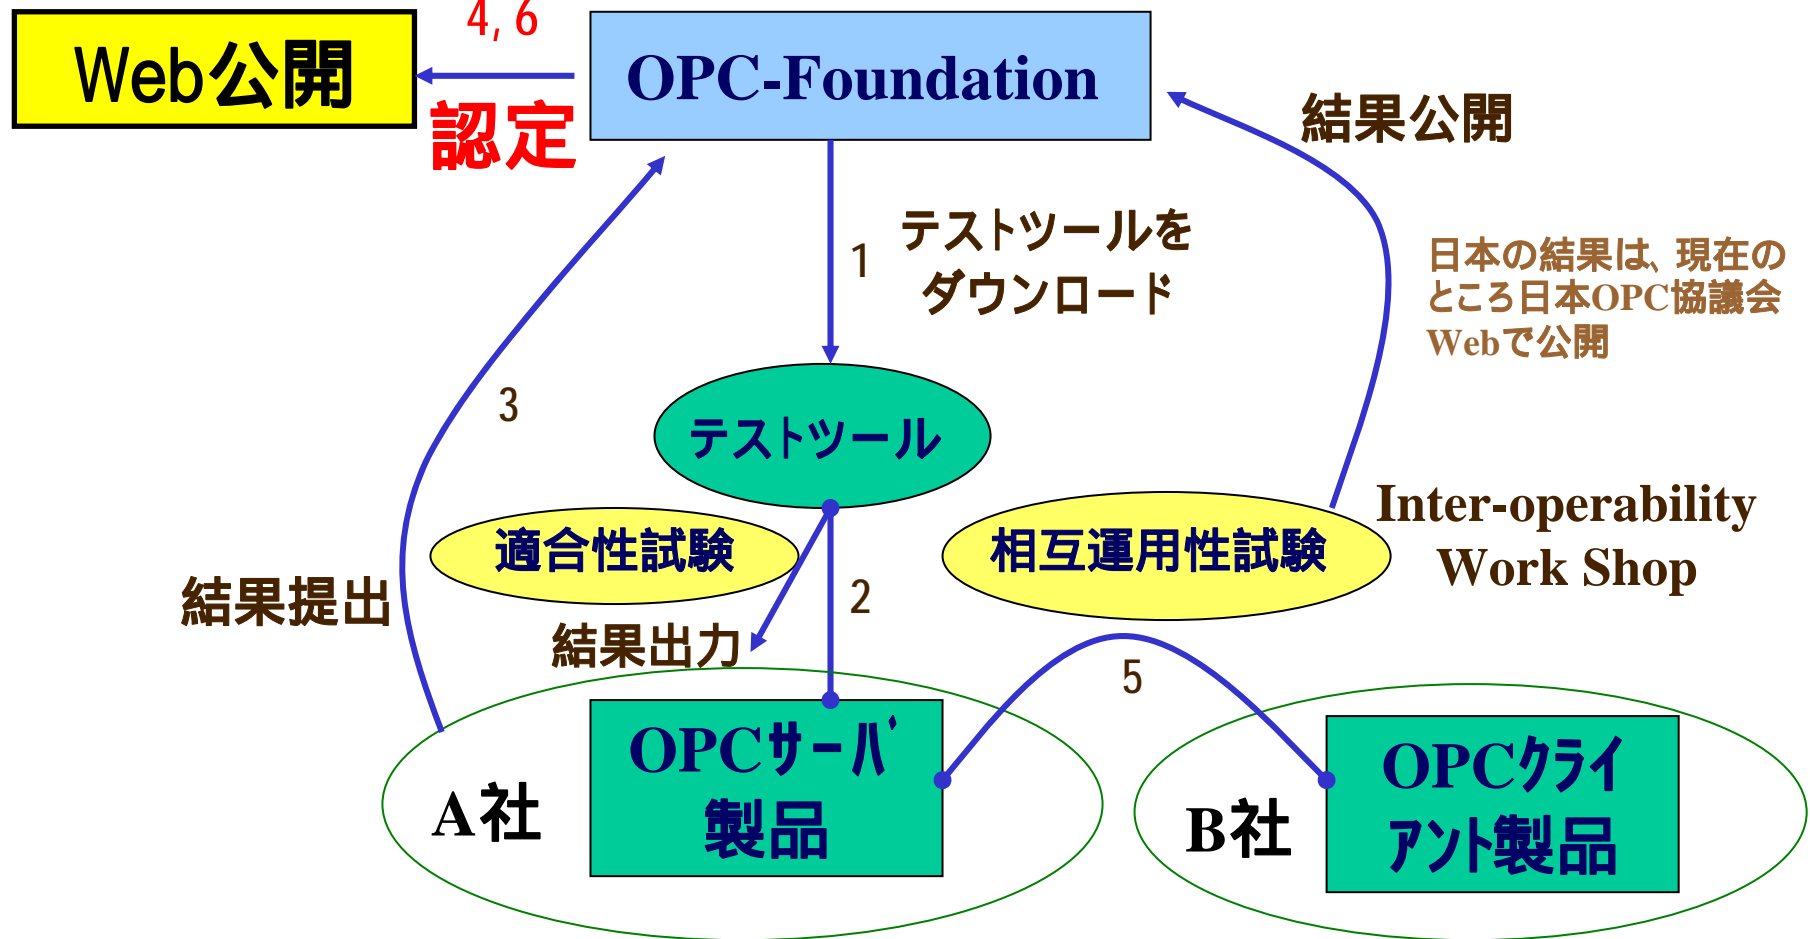 4, 6
Web公開
OPC-Foundation
認定
結果公開
テストツールを
ダウンロード
1
日本の結果は、現在の
ところ日本OPC協議会
Webで公開
3
テストツール
適合性試験
相互運用性試験
Inter-operability
Work Shop
結果提出
2
結果出力
5
A社
OPCｻｰﾊﾞ
製品
B社
OPCｸﾗｲ
ｱﾝﾄ製品